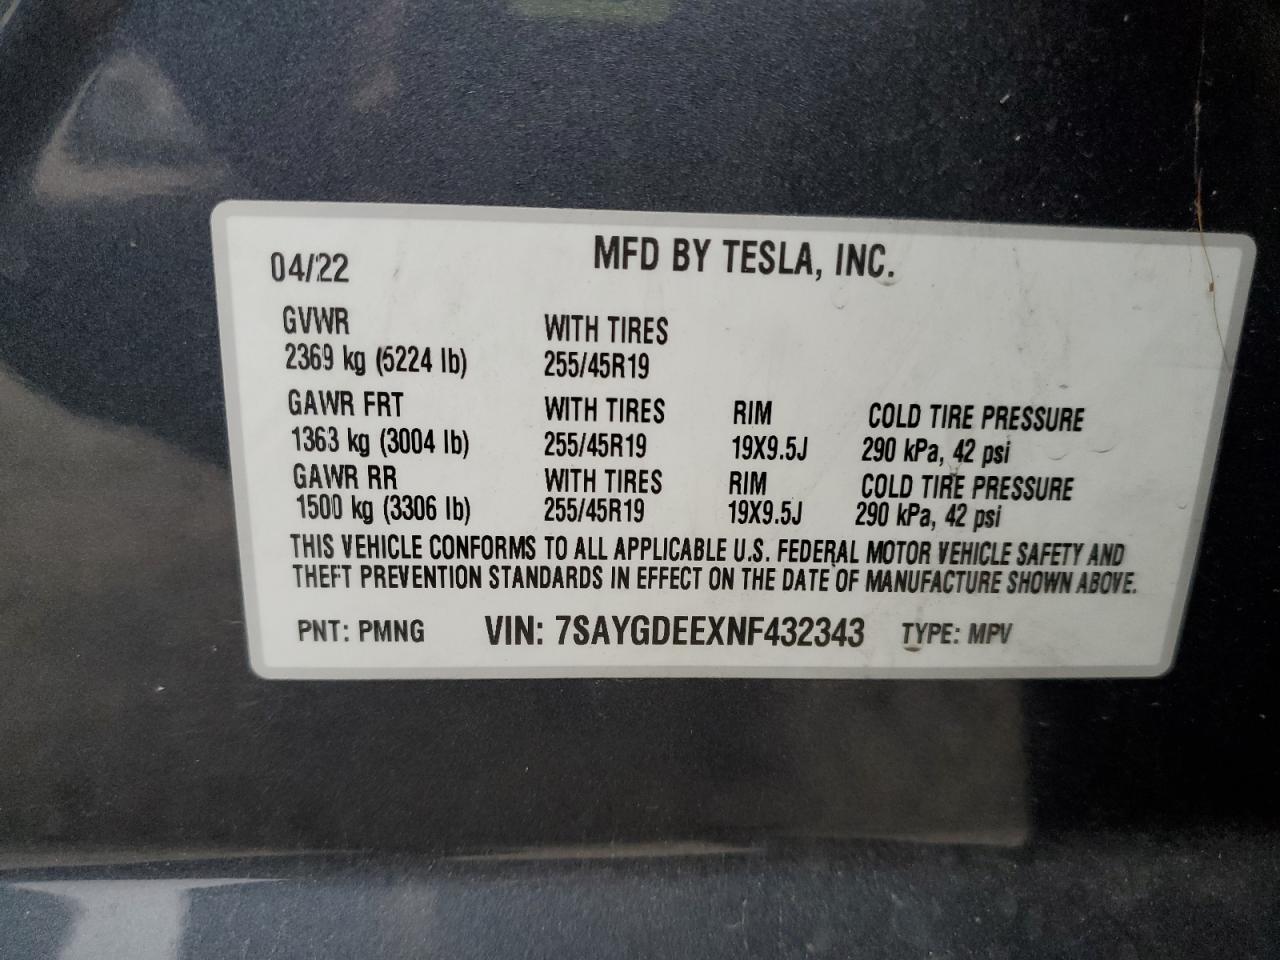 04/22 MFD BY TESLA, INC.
GVWR WITH TIRES
2369 kg (5224 lb) 255/45R19
GAWR FRT WITH TIRES RIM COLD TIRE PRESSURE
1363 kg (3004 lb) 255/45R19 19X9.5J 290 kPa, 42 psi
GAWR RR WITH TIRES RIM COLD TIRE PRESSURE
1500 kg (3306 lb) 255/45R19 19X9.5J 290 kPa, 42 psi
THIS VEHICLE CONFORMS TO ALL APPLICABLE U.S. FEDERAL MOTOR VEHICLE SAFETY AND
THEFT PREVENTION STANDARDS IN EFFECT ON THE DATE OF MANUFACTURE SHOWN ABOVE.
PNT: PMNG VIN: 7SAYGDEEXNF432343 TYPE: MPV